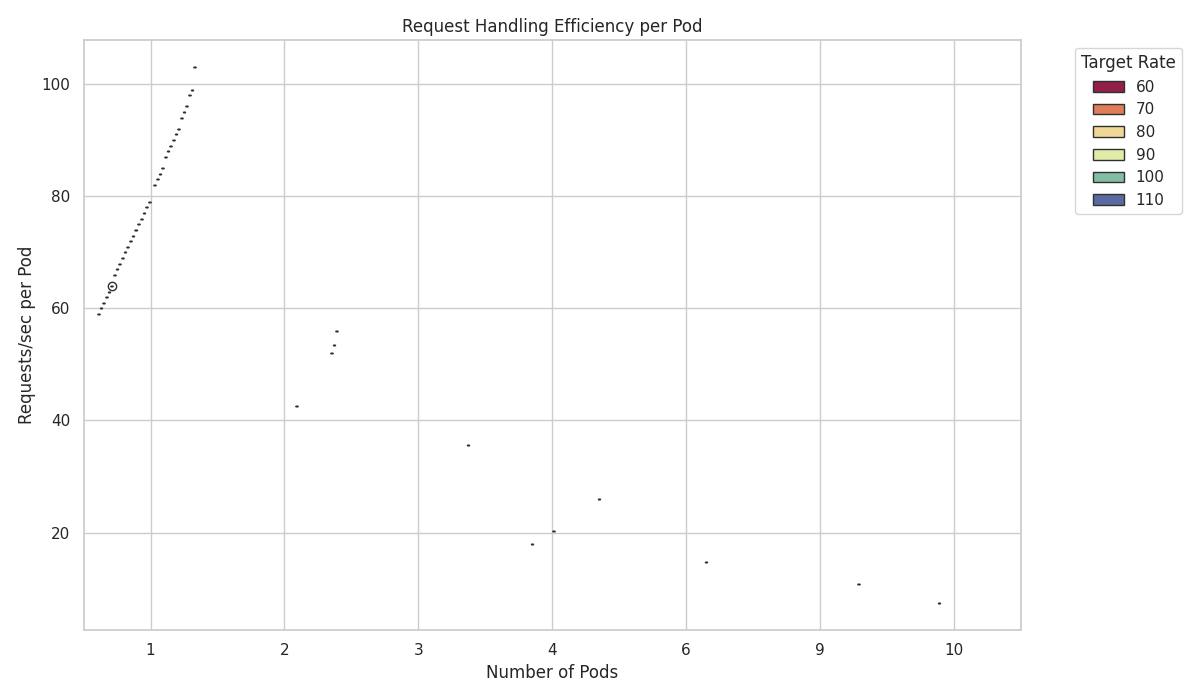 Request Handling Efficiency per Pod
Requests/sec per Pod
100
80
60
40
20
1 2 3 4 6 9 10
Number of Pods
Target Rate
60
70
80
90
100
110